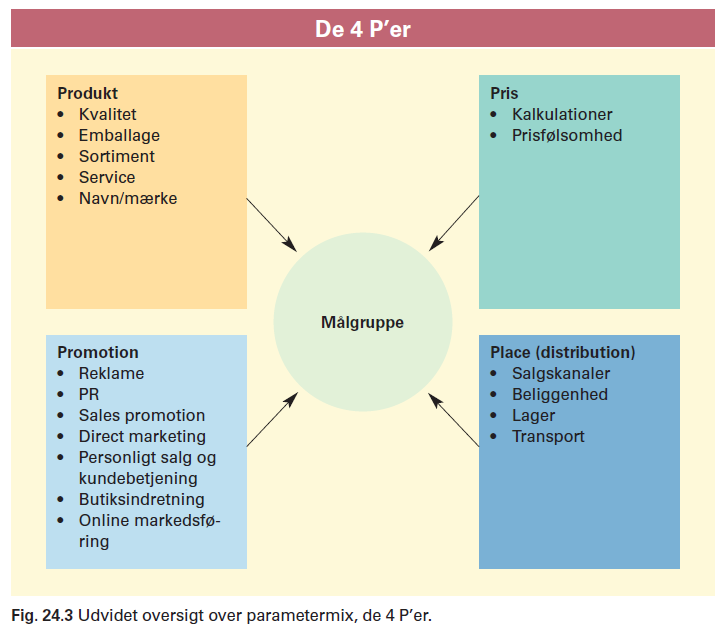 De 4 P’er
Produkt
• Kvalitet
• Emballage
• Sortiment
• Service
• Navn/mærke
Pris
• Kalkulationer
• Prisfølsomhed
Målgruppe
Promotion
• Reklame
• PR
• Sales promotion
• Direct marketing
• Personligt salg og
kundebetjening
• Butiksindretning
• Online markedsfø-
ring
Place (distribution)
• Salgskanaler
• Beliggenhed
• Lager
• Transport
Fig. 24.3 Udvidet oversigt over parametermix, de 4 P’er.